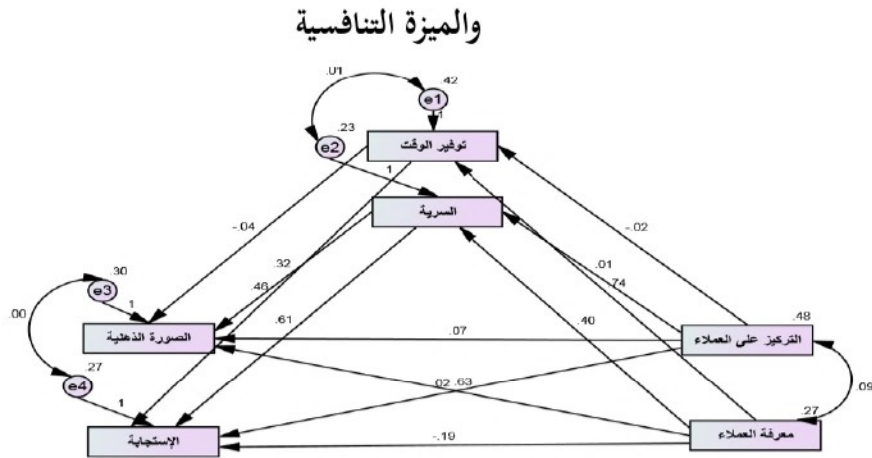 والميزة التنافسية
.01
.42
e1
1
.23
توفير الوقت
e2
1
السرية
-.04
-.02
.32
.01
.30
.46
.74
e3
1
.61
.40
.48
.00
الصورة الذهنية
.07
التركيز على العملاء
.27
e4
.02
.63
.09
1
.27
الإستجابة
-.19
معرفة العملاء